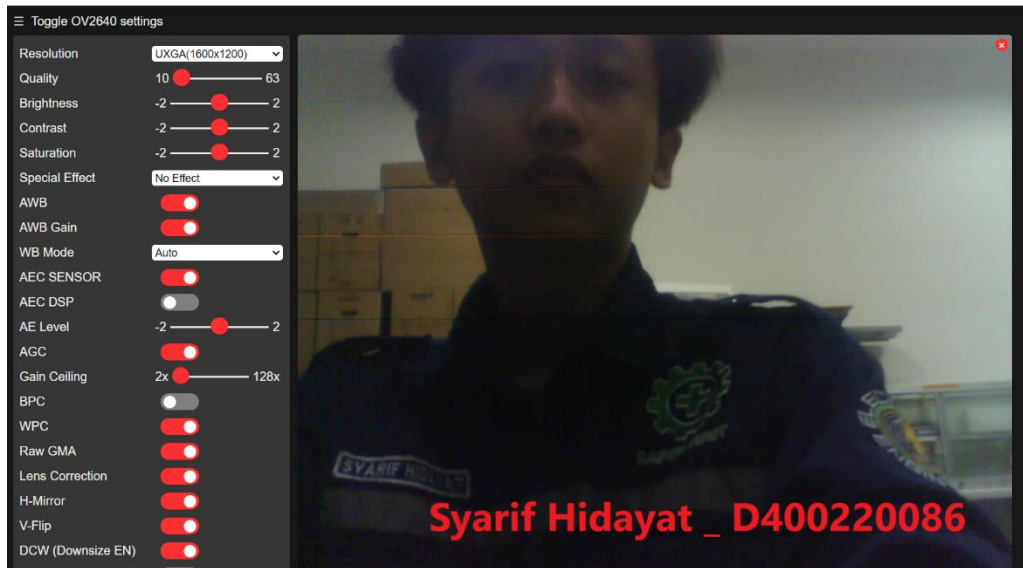 ☰ Toggle OV2640 settings
Resolution UXGA(1600x1200)
Quality 10 63
Brightness -2 2
Contrast -2 2
Saturation -2 2
Special Effect No Effect
AWB
AWB Gain
WB Mode Auto
AEC SENSOR
AEC DSP
AE Level -2 2
AGC
Gain Ceiling 2x 128x
BPC
WPC
Raw GMA
Lens Correction
H-Mirror
V-Flip
DCW (Downsize EN)
SYARIF HIDAYAT
Syarif Hidayat _ D400220086